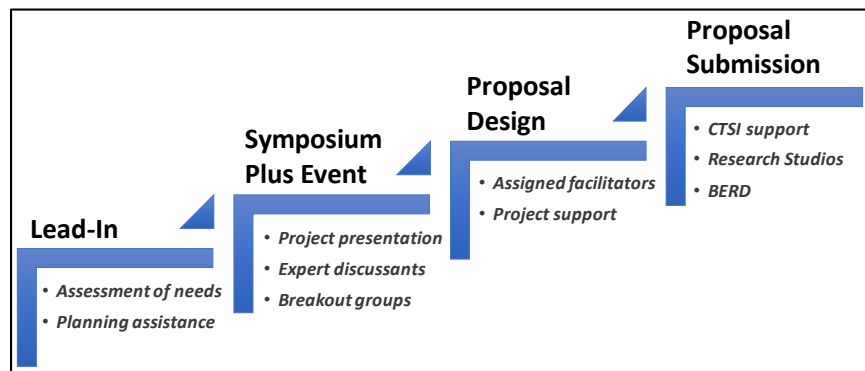 Lead-In
• Assessment of needs
• Planning assistance
Symposium
Plus Event
• Project presentation
• Expert discussants
• Breakout groups
Proposal
Design
• Assigned facilitators
• Project support
Proposal
Submission
• CTSI support
• Research Studios
• BERD